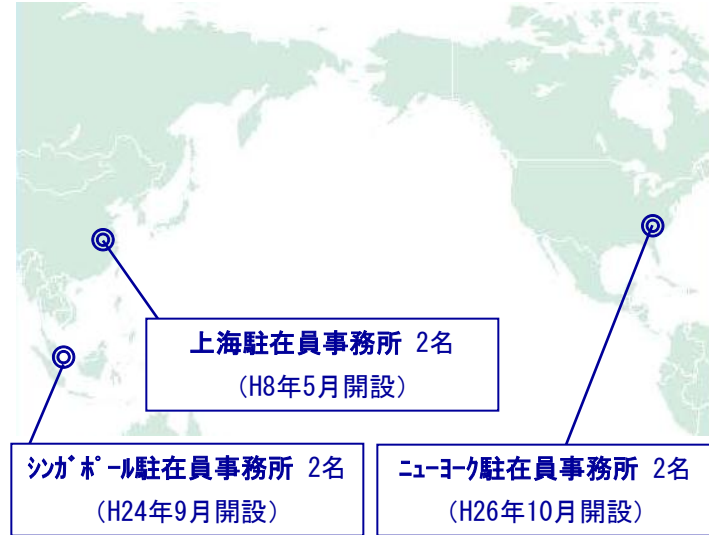 上海駐在員事務所 2名
（H8年5月開設）
ｼﾝｶﾞﾎﾟｰﾙ駐在員事務所 2名
（H24年9月開設）
ﾆｭｰﾖｰｸ駐在員事務所 2名
（H26年10月開設）